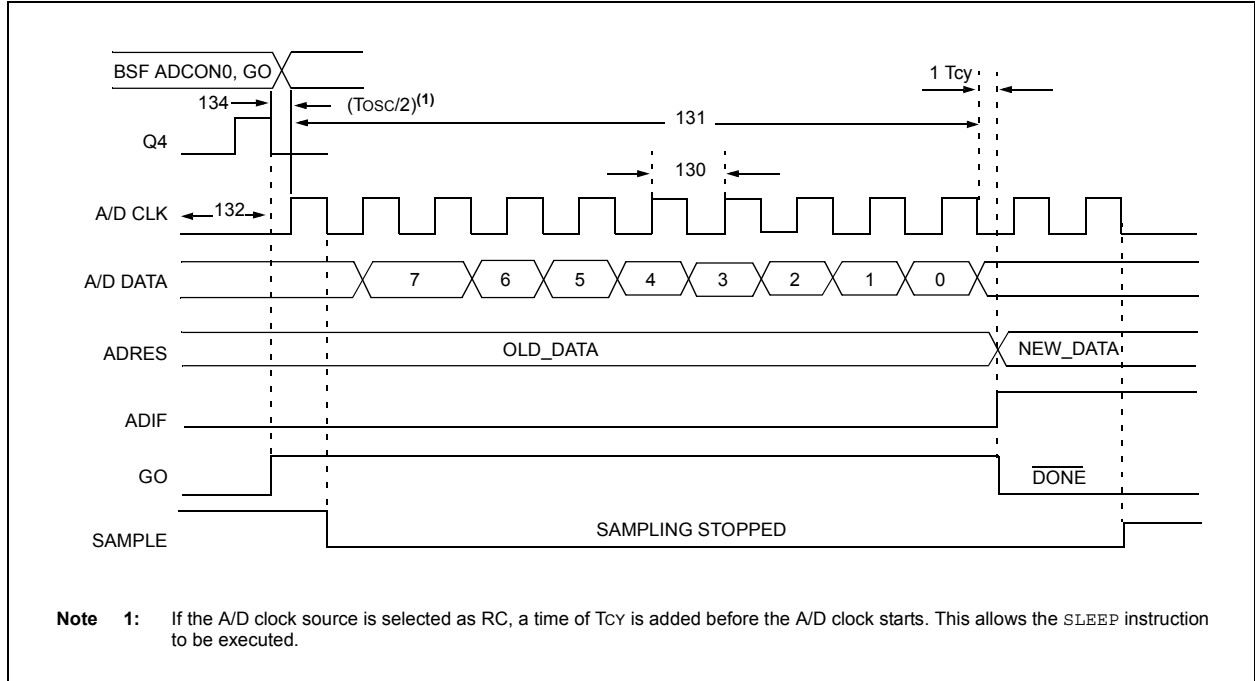 BSF ADCON0, GO
134
(TOSC/2)(1)
1 Tcy
131
Q4
130
A/D CLK
132
A/D DATA
7 6 5 4 3 2 1 0
ADRES
OLD_DATA
NEW_DATA
ADIF
GO
DONE
SAMPLE
SAMPLING STOPPED
Note 1: If the A/D clock source is selected as RC, a time of TCY is added before the A/D clock starts. This allows the SLEEP instruction
to be executed.